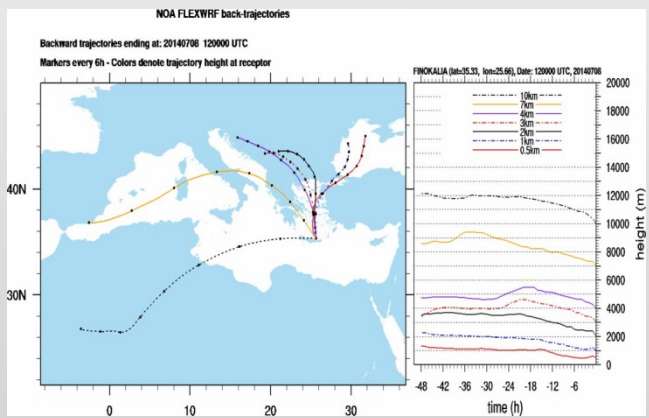 NOA FLEXWRF back-trajectories
Backward trajectories ending at: 20140708 120000 UTC
Markers every 6h - Colors denote trajectory height at receptor
FINOKALIA (lat=35.33, lon=25.66), Date: 120000 UTC, 20140708
10km
7km
4km
3km
2km
1km
0.5km
20000
18000
16000
14000
12000
10000
8000
6000
4000
2000
0
height (m)
-48 -42 -36 -30 -24 -18 -12 -6
time (h)
40N
30N
0 10 20 30